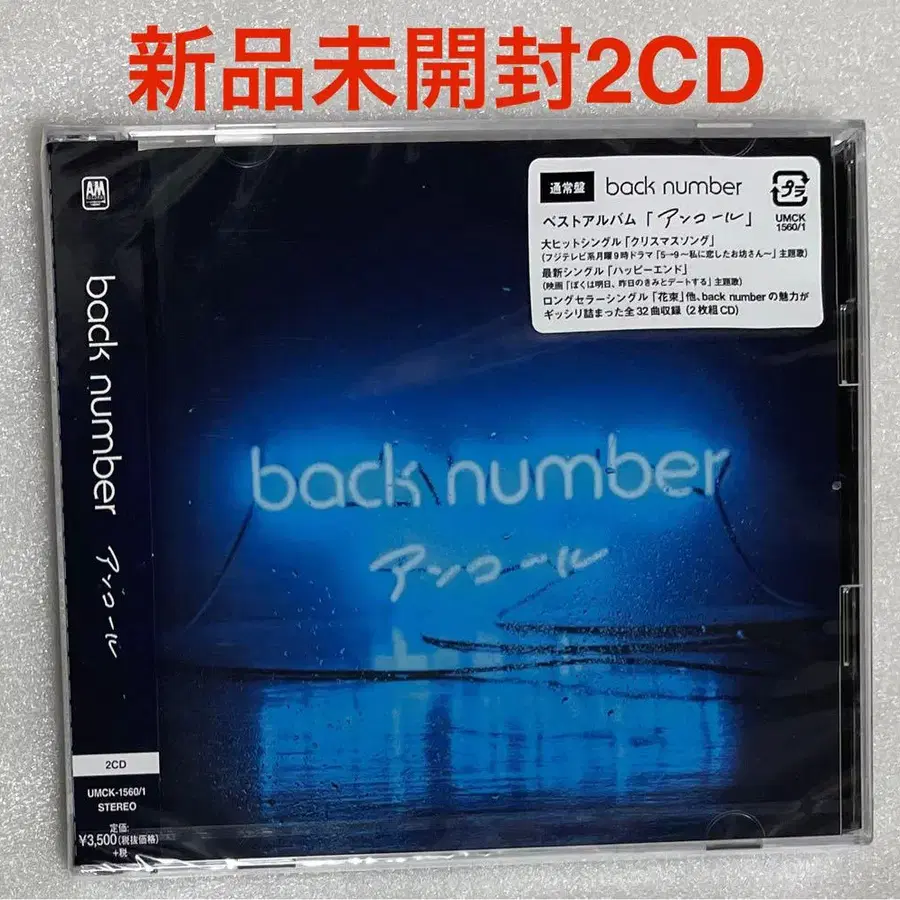 新品未開封2CD
AM
back number アンコール
2CD
UMCK-1560/1
STEREO
定価:
¥3,500(税抜価格)
+税
通常盤 back number
ベストアルバム「アンコール」
大ヒットシングル「クリスマスソング」
(フジテレビ系月曜9時ドラマ「5→9～私に恋したお坊さん～」主題歌)
最新シングル「ハッピーエンド」
(映画「ぼくは明日、昨日のきみとデートする」主題歌)
ロングセラーシングル「花束」他、back numberの魅力が
ギッシリ詰まった全32曲収録(2枚組CD)
プラ
UMCK
1560/1
back number
アンコール